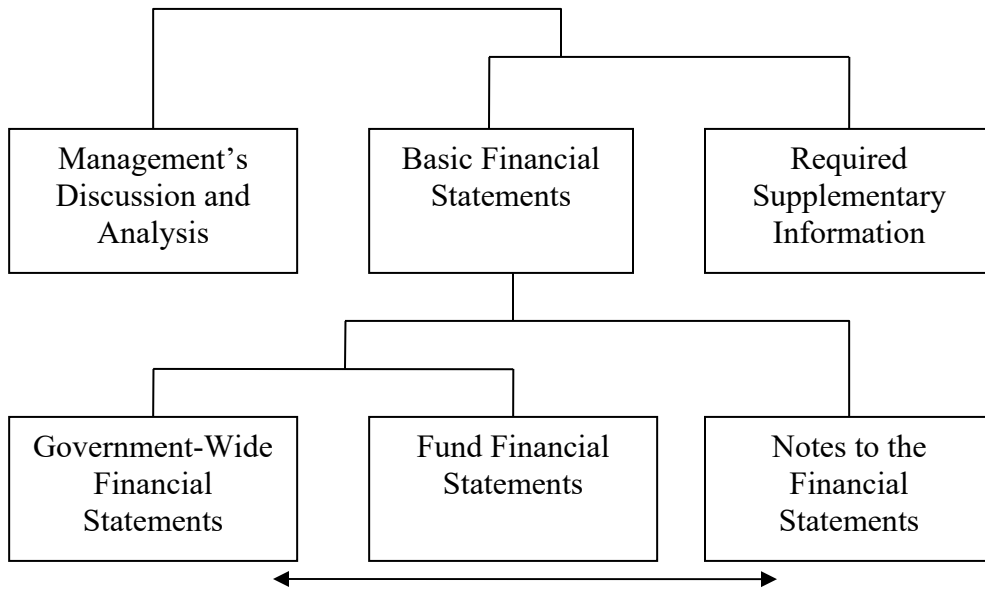 Management’s
Discussion and
Analysis
Basic Financial
Statements
Required
Supplementary
Information
Government-Wide
Financial
Statements
Fund Financial
Statements
Notes to the
Financial
Statements